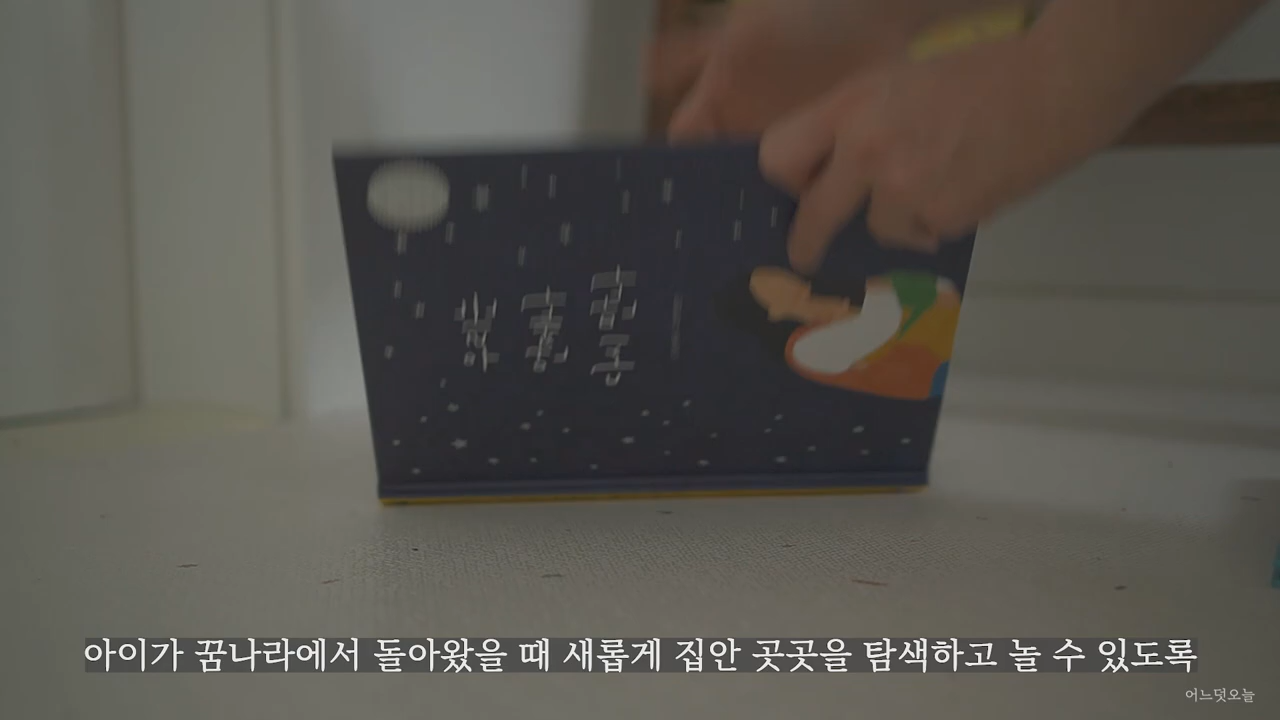 아이가 꿈나라에서 돌아왔을 때 새롭게 집안 곳곳을 탐색하고 놀 수 있도록
어느덧오늘